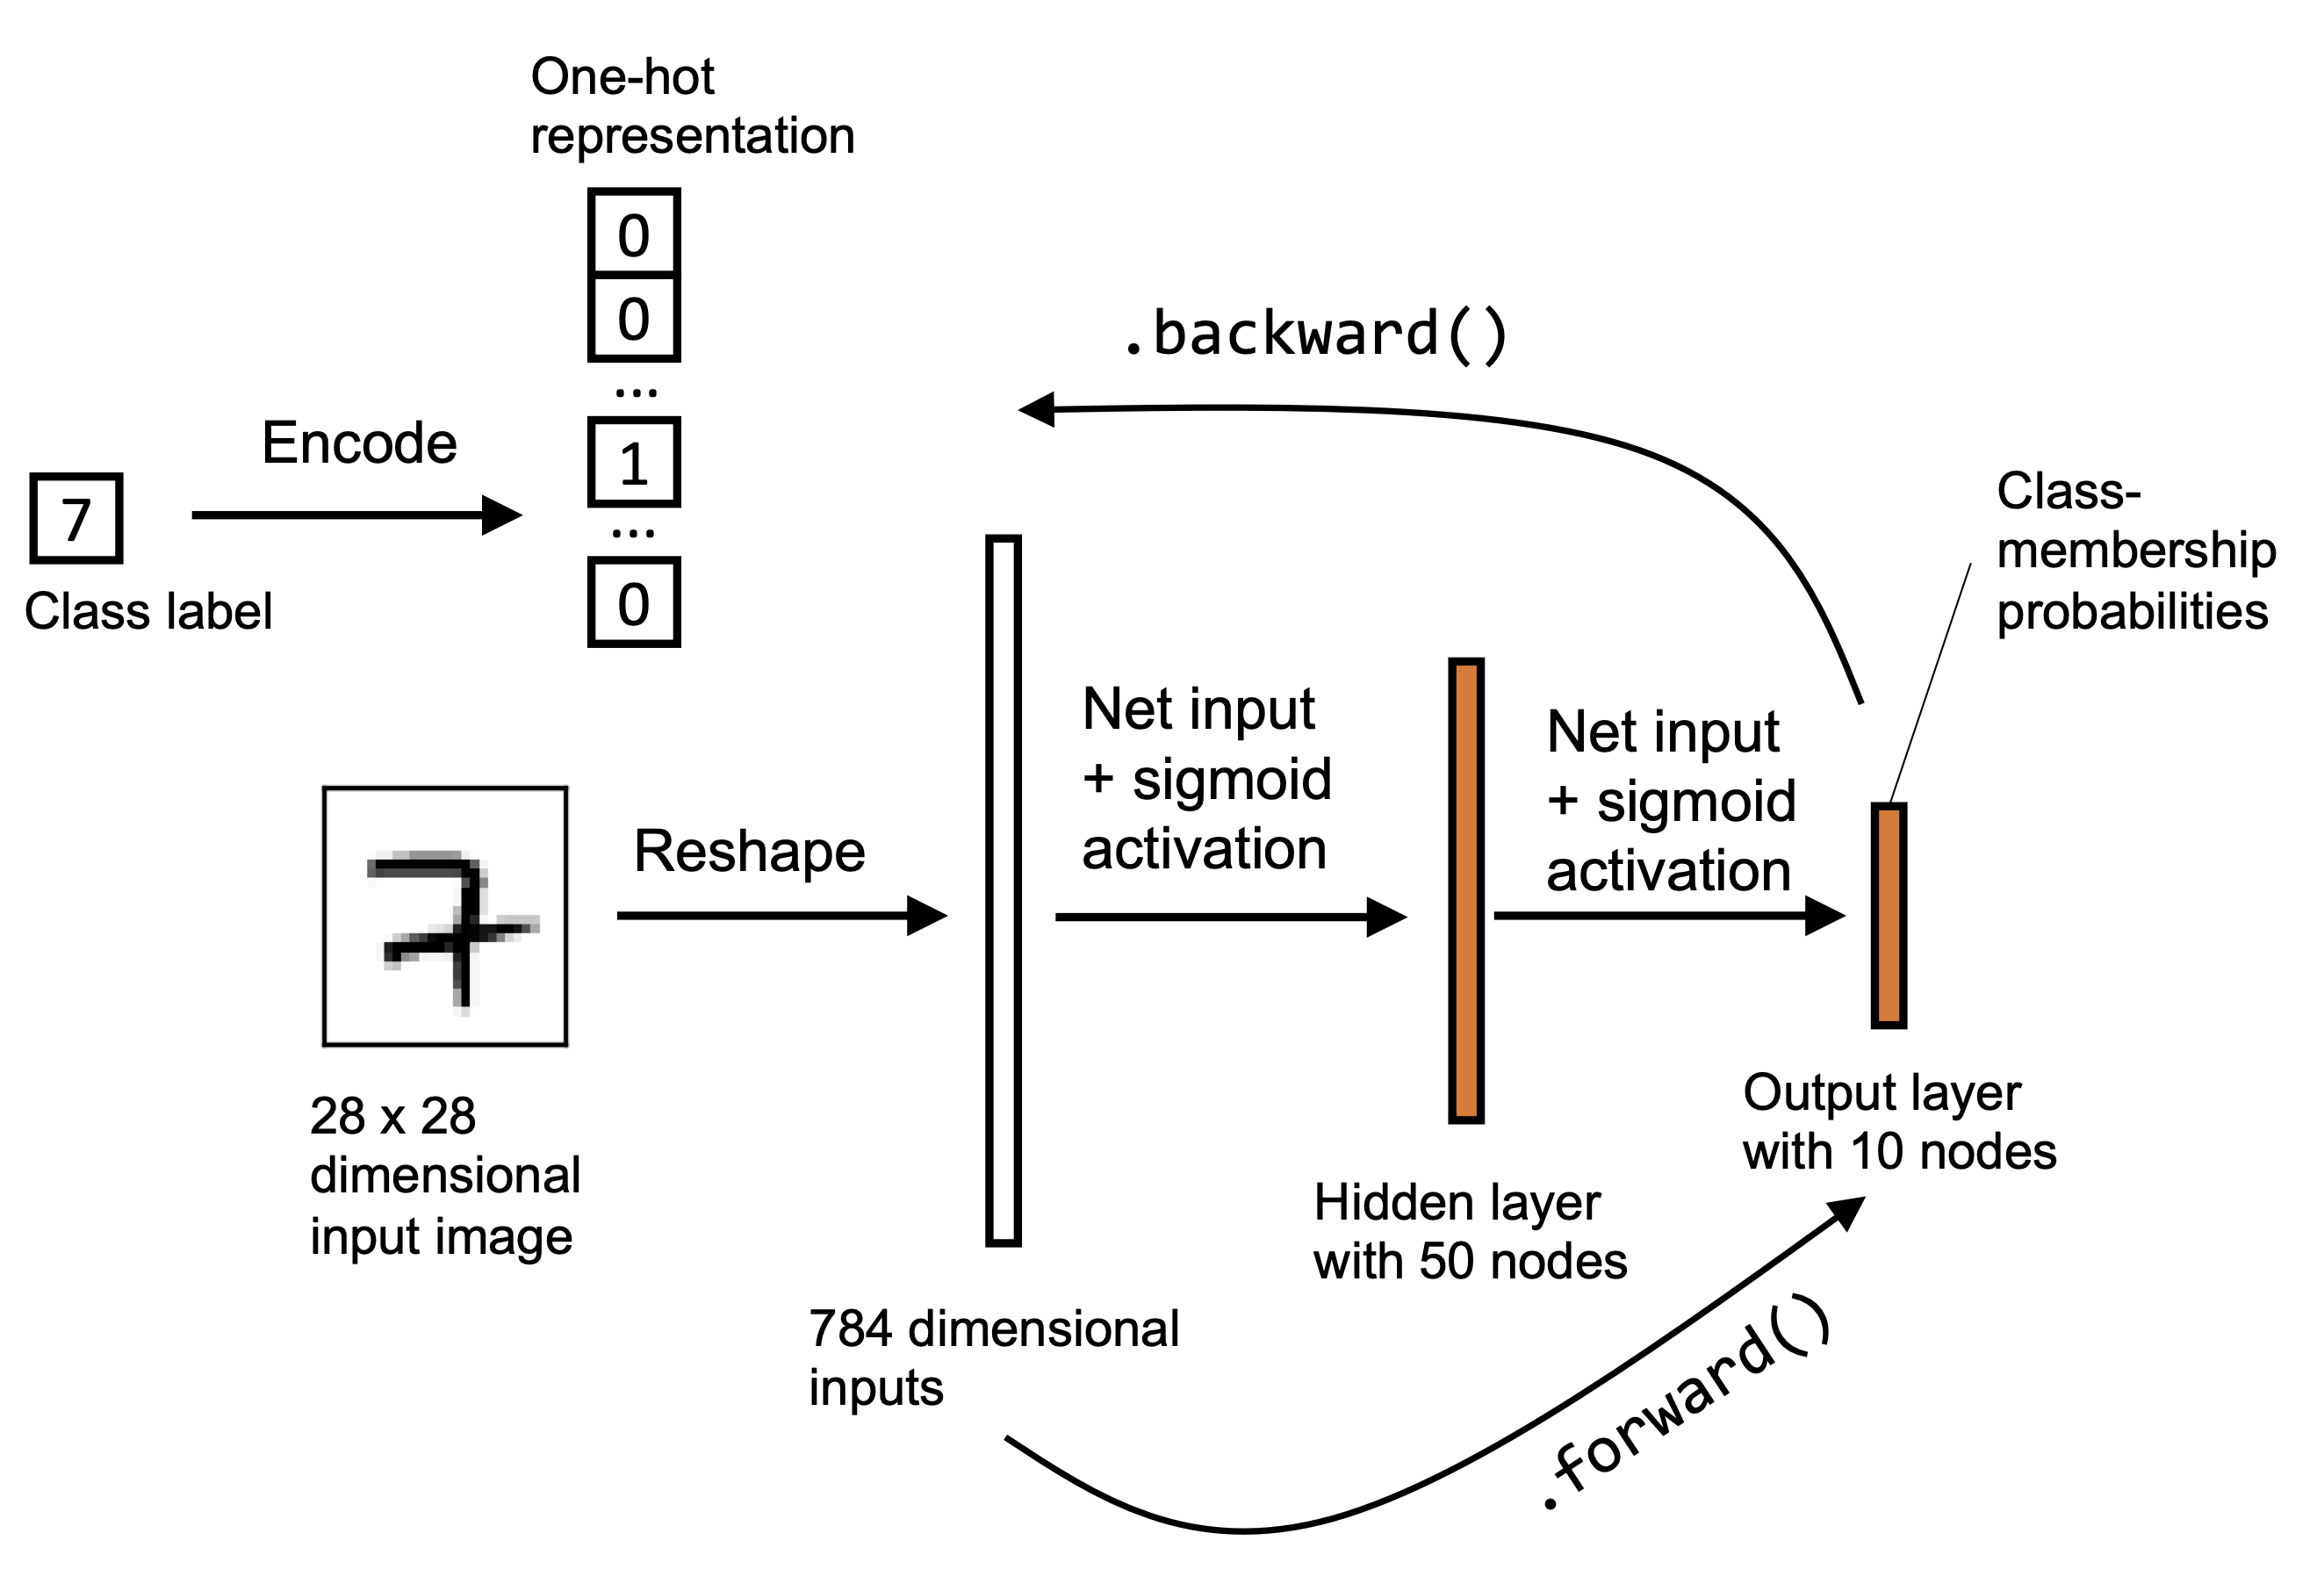 One-hot
representation
0
0
...
1
...
0
Encode
7
Class label
.backward()
Class-
membership
probabilities
Net input
+ sigmoid
activation
Net input
+ sigmoid
activation
Reshape
28 x 28
dimensional
input image
784 dimensional
inputs
Hidden layer
with 50 nodes
Output layer
with 10 nodes
.forward()